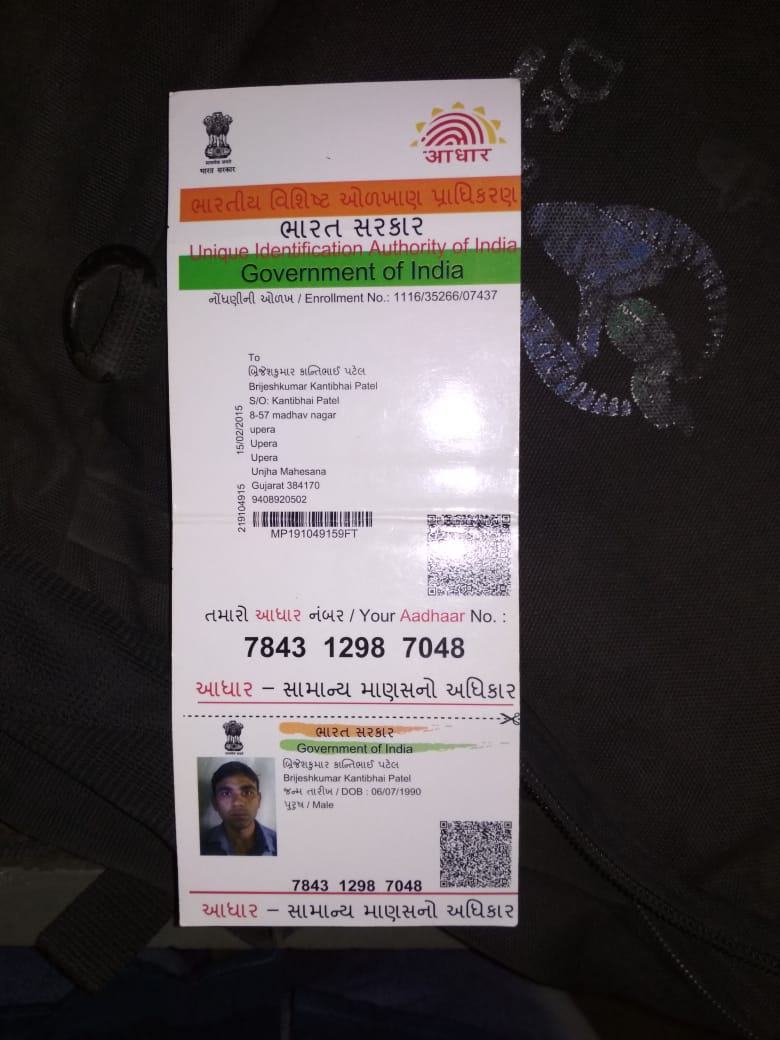 भारत सरकार
आधार
ભારતીય વિશિષ્ટ ઓળખાણ પ્રાધિકરણ
ભારત સરકાર
Unique Identification Authority of India
Government of India
નોંધણીની ઓળખ / Enrollment No.: 1116/35266/07437
To
બ્રિજેશકુમાર કાન્તિભાઈ પટેલ
Brijeshkumar Kantibhai Patel
S/O: Kantibhai Patel
8-57 madhav nagar
upera
Upera
Upera
Unjha Mahesana
Gujarat 384170
9408920502
219104915 15/02/2015
MP191049159FT
તમારો આધાર નંબર / Your Aadhaar No. :
7843 1298 7048
આધાર – સામાન્ય માણસનો અધિકાર
ભારત સરકાર
Government of India
બ્રિજેશકુમાર કાન્તિભાઈ પટેલ
Brijeshkumar Kantibhai Patel
જન્મ તારીખ / DOB : 06/07/1990
પુરુષ / Male
7843 1298 7048
આધાર – સામાન્ય માણસનો અધિકાર